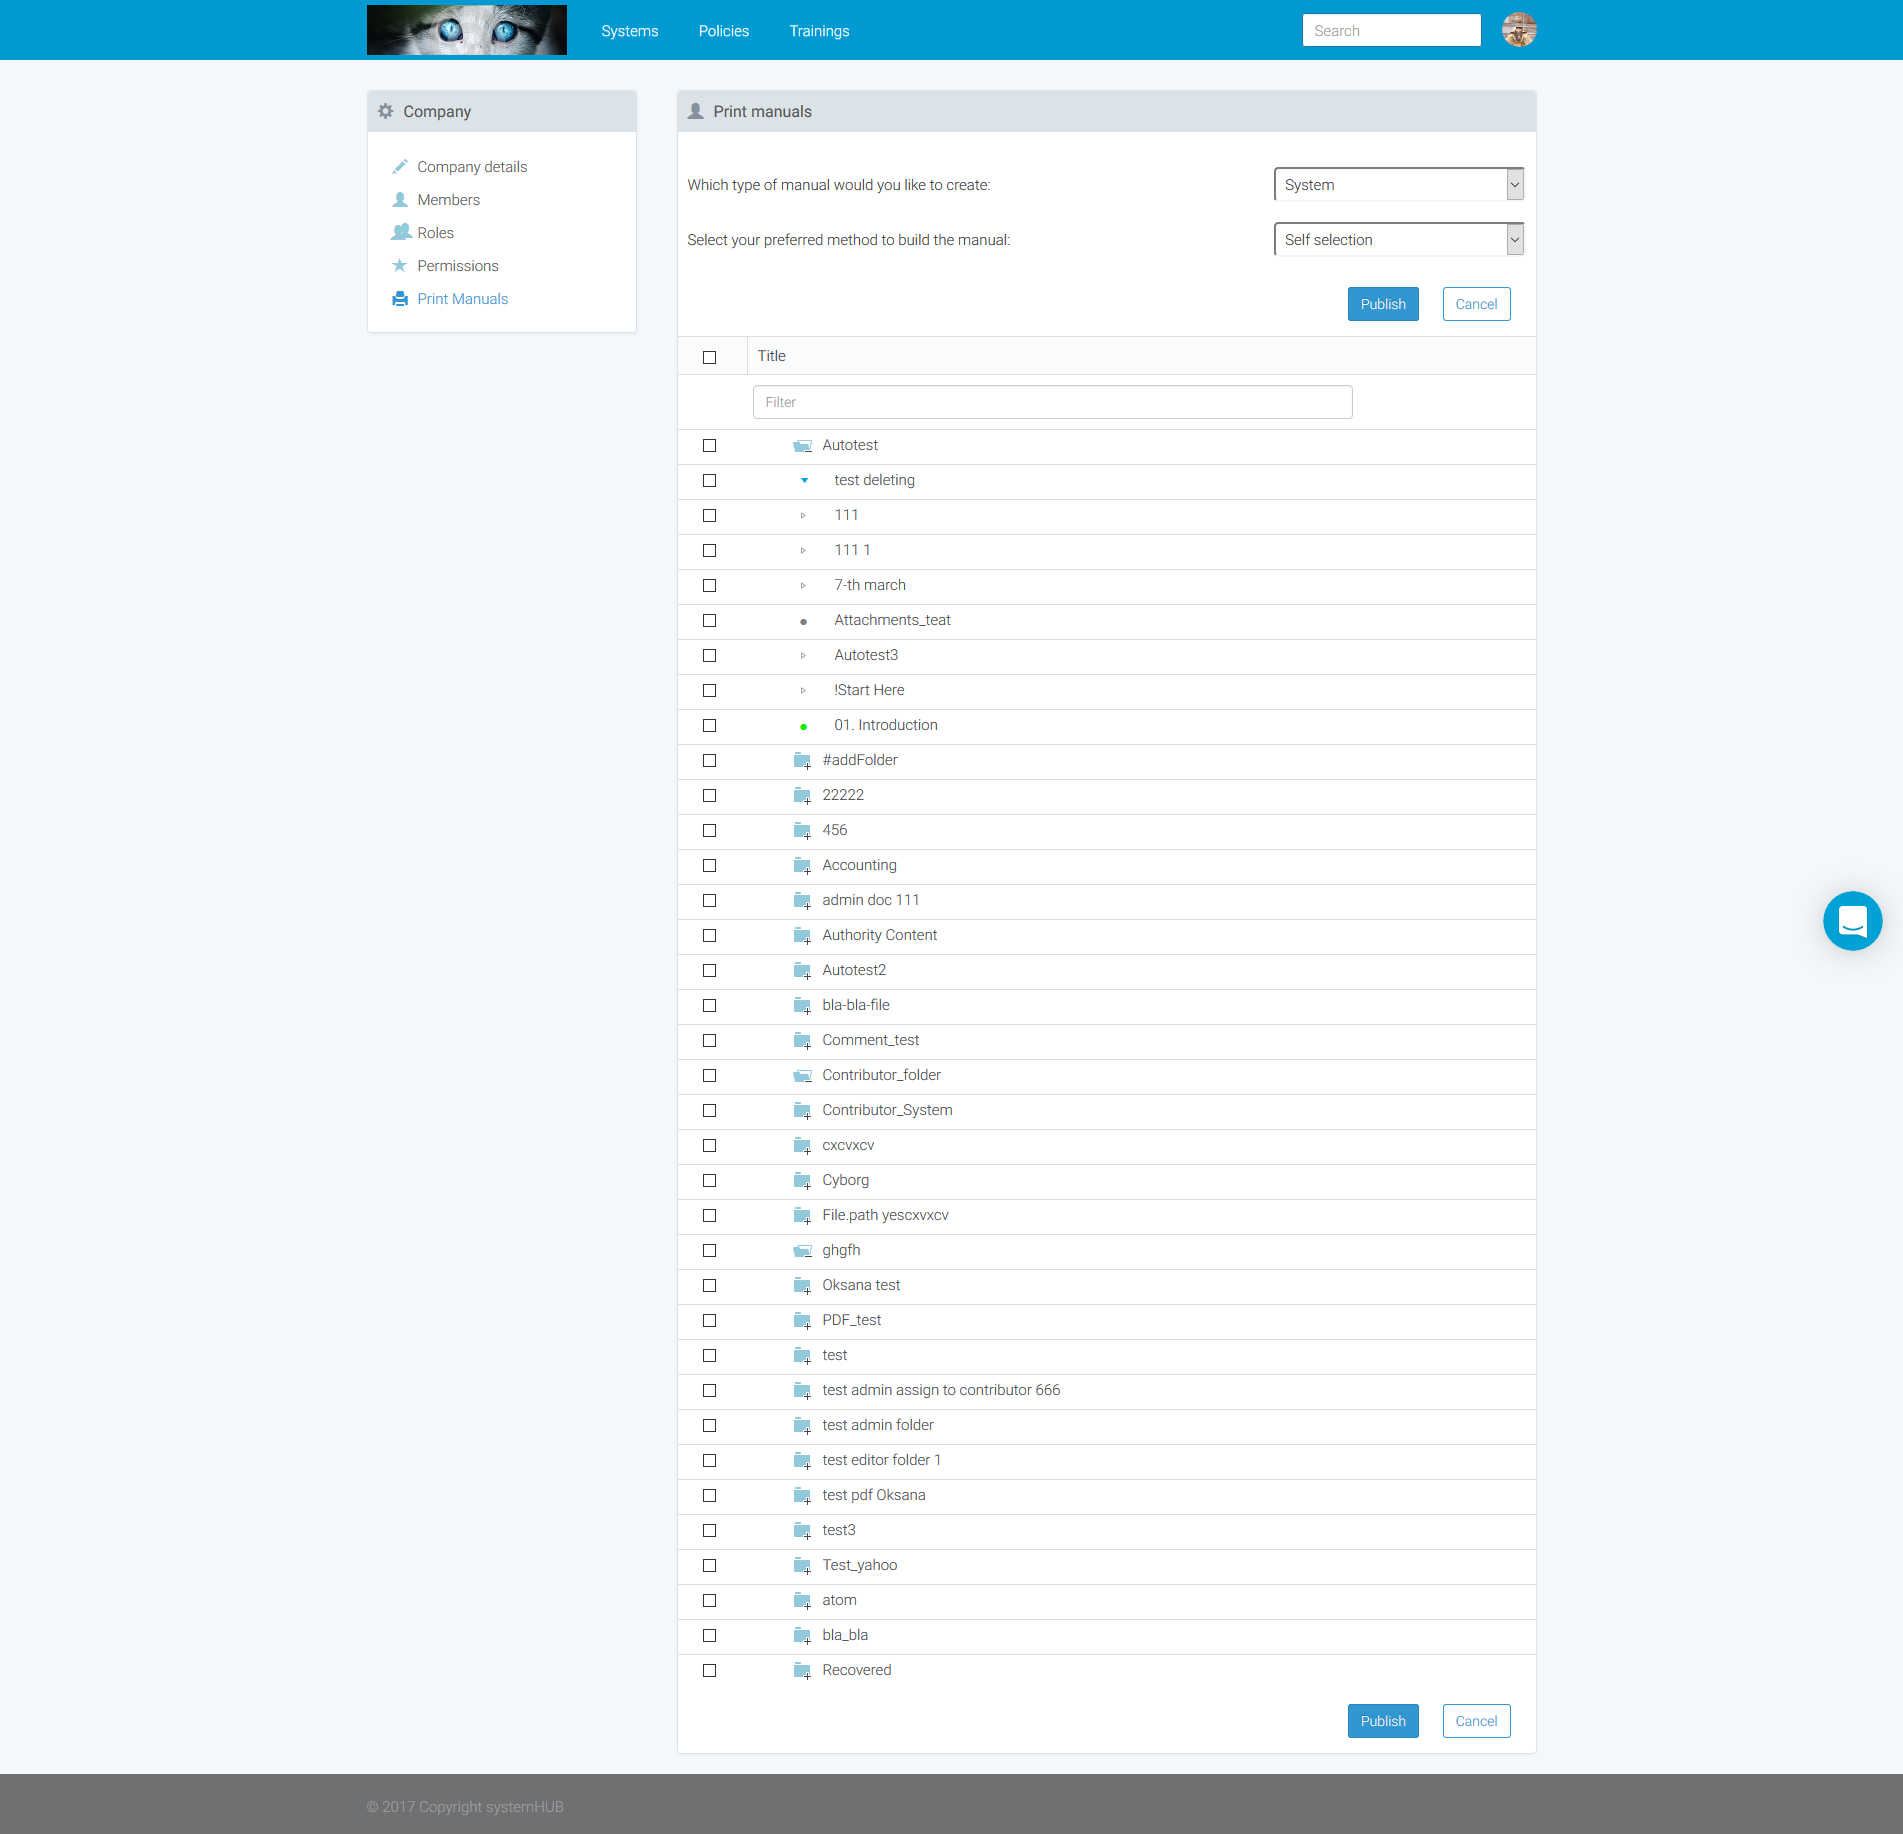 Systems Policies Trainings Search
Company
Company details
Members
Roles
Permissions
Print Manuals
Print manuals
Which type of manual would you like to create: System
Select your preferred method to build the manual: Self selection
Publish Cancel
Title
Filter
Autotest
test deleting
111
111 1
7-th march
Attachments_teat
Autotest3
!Start Here
01. Introduction
#addFolder
22222
456
Accounting
admin doc 111
Authority Content
Autotest2
bla-bla-file
Comment_test
Contributor_folder
Contributor_System
cxcvxcv
Cyborg
File.path yescxvxcv
ghgfh
Oksana test
PDF_test
test
test admin assign to contributor 666
test admin folder
test editor folder 1
test pdf Oksana
test3
Test_yahoo
atom
bla_bla
Recovered
Publish Cancel
© 2017 Copyright systemHUB